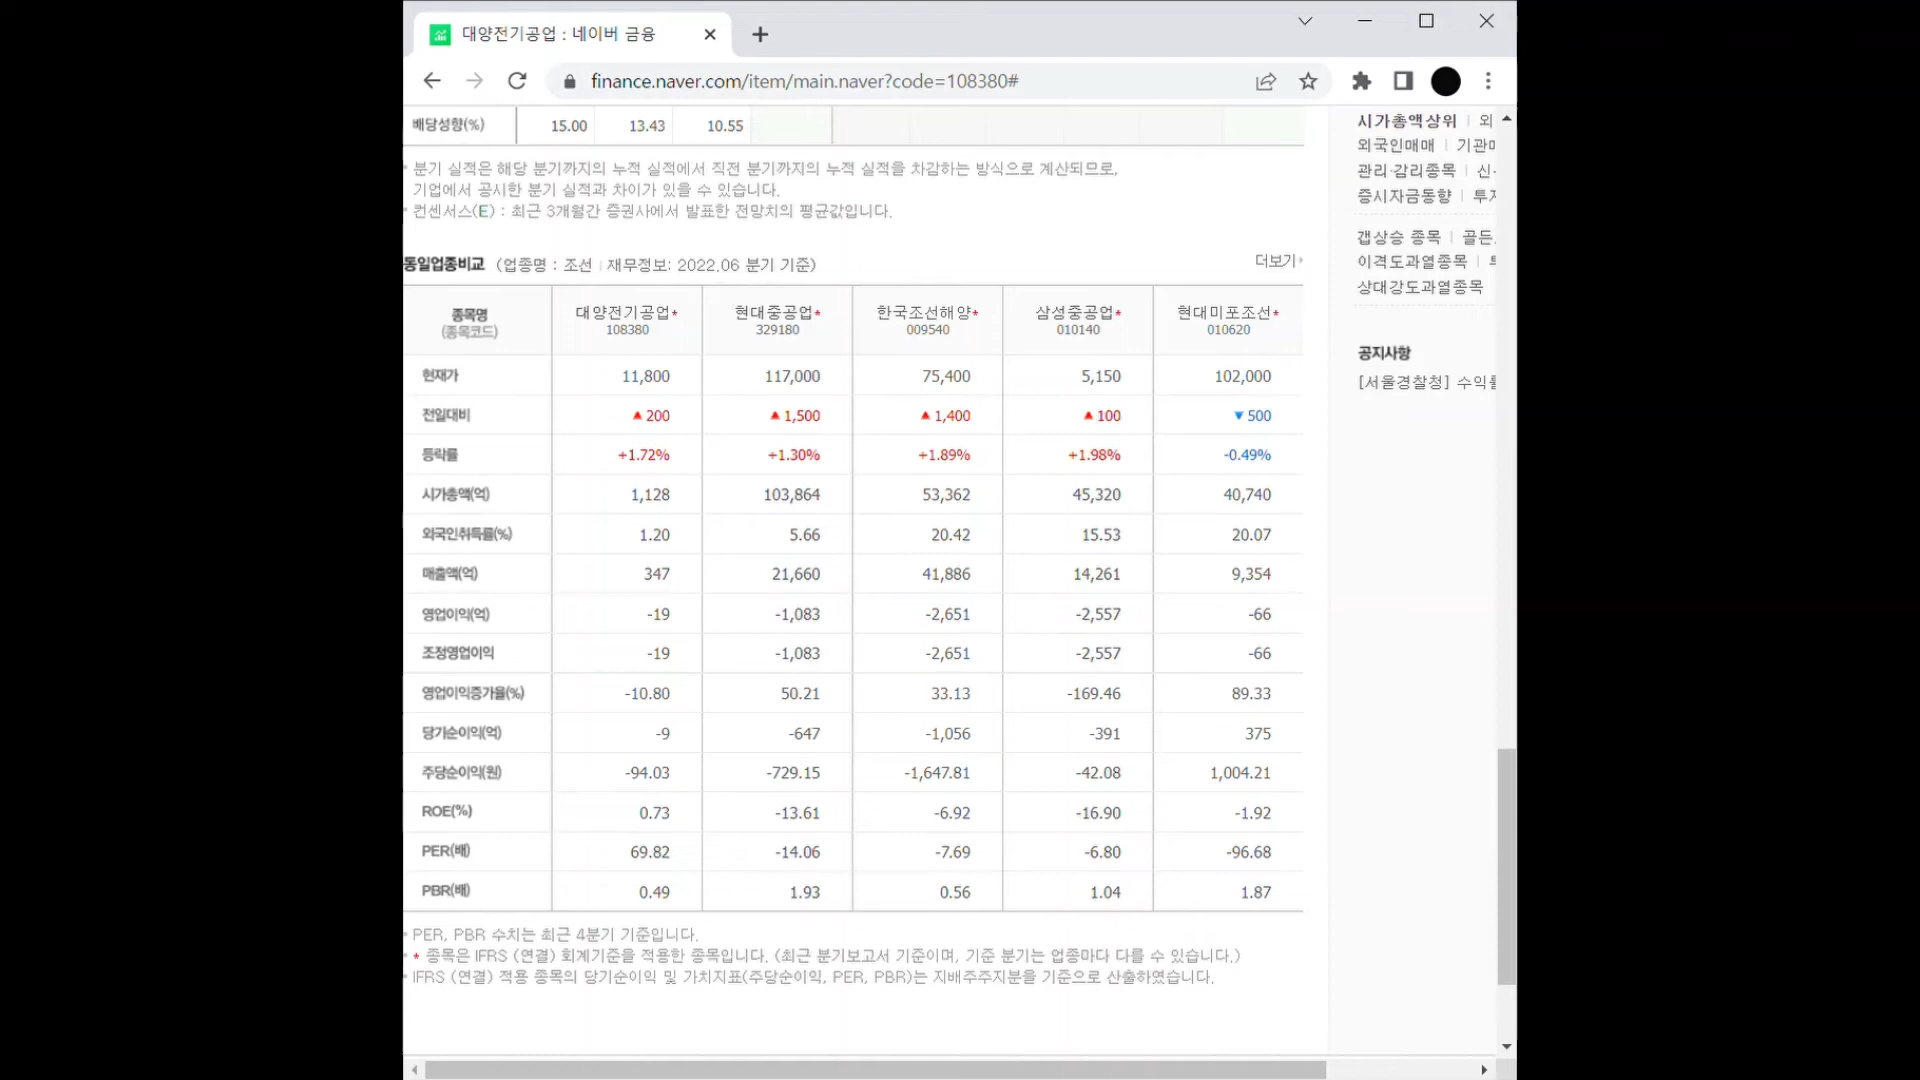 대양전기공업 : 네이버 금융
finance.naver.com/item/main.naver?code=108380#
배당성향(%) 15.00 13.43 10.55
분기 실적은 해당 분기까지의 누적 실적에서 직전 분기까지의 누적 실적을 차감하는 방식으로 계산되므로,
기업에서 공시한 분기 실적과 차이가 있을 수 있습니다.
컨센서스(E) : 최근 3개월간 증권사에서 발표한 전망치의 평균값입니다.
동일업종비교 (업종명 : 조선 | 재무정보: 2022.06 분기 기준) 더보기
종목명 대양전기공업* 현대중공업* 한국조선해양* 삼성중공업* 현대미포조선*
(종목코드) 108380 329180 009540 010140 010620
현재가 11,800 117,000 75,400 5,150 102,000
전일대비 ▲200 ▲1,500 ▲1,400 ▲100 ▼500
등락률 +1.72% +1.30% +1.89% +1.98% -0.49%
시가총액(억) 1,128 103,864 53,362 45,320 40,740
외국인취득률(%) 1.20 5.66 20.42 15.53 20.07
매출액(억) 347 21,660 41,886 14,261 9,354
영업이익(억) -19 -1,083 -2,651 -2,557 -66
조정영업이익 -19 -1,083 -2,651 -2,557 -66
영업이익증가율(%) -10.80 50.21 33.13 -169.46 89.33
당기순이익(억) -9 -647 -1,056 -391 375
주당순이익(원) -94.03 -729.15 -1,647.81 -42.08 1,004.21
ROE(%) 0.73 -13.61 -6.92 -16.90 -1.92
PER(배) 69.82 -14.06 -7.69 -6.80 -96.68
PBR(배) 0.49 1.93 0.56 1.04 1.87
PER, PBR 수치는 최근 4분기 기준입니다.
* 종목은 IFRS (연결) 회계기준을 적용한 종목입니다. (최근 분기보고서 기준이며, 기준 분기는 업종마다 다를 수 있습니다.)
IFRS (연결) 적용 종목의 당기순이익 및 가치지표(주당순이익, PER, PBR)는 지배주주지분을 기준으로 산출하였습니다.
시가총액상위 | 외
외국인매매 | 기관
관리·감리종목 | 신
증시자금동향 | 투
갭상승 종목 | 골든
이격도과열종목 |
상대강도과열종목
공지사항
[서울경찰청] 수익